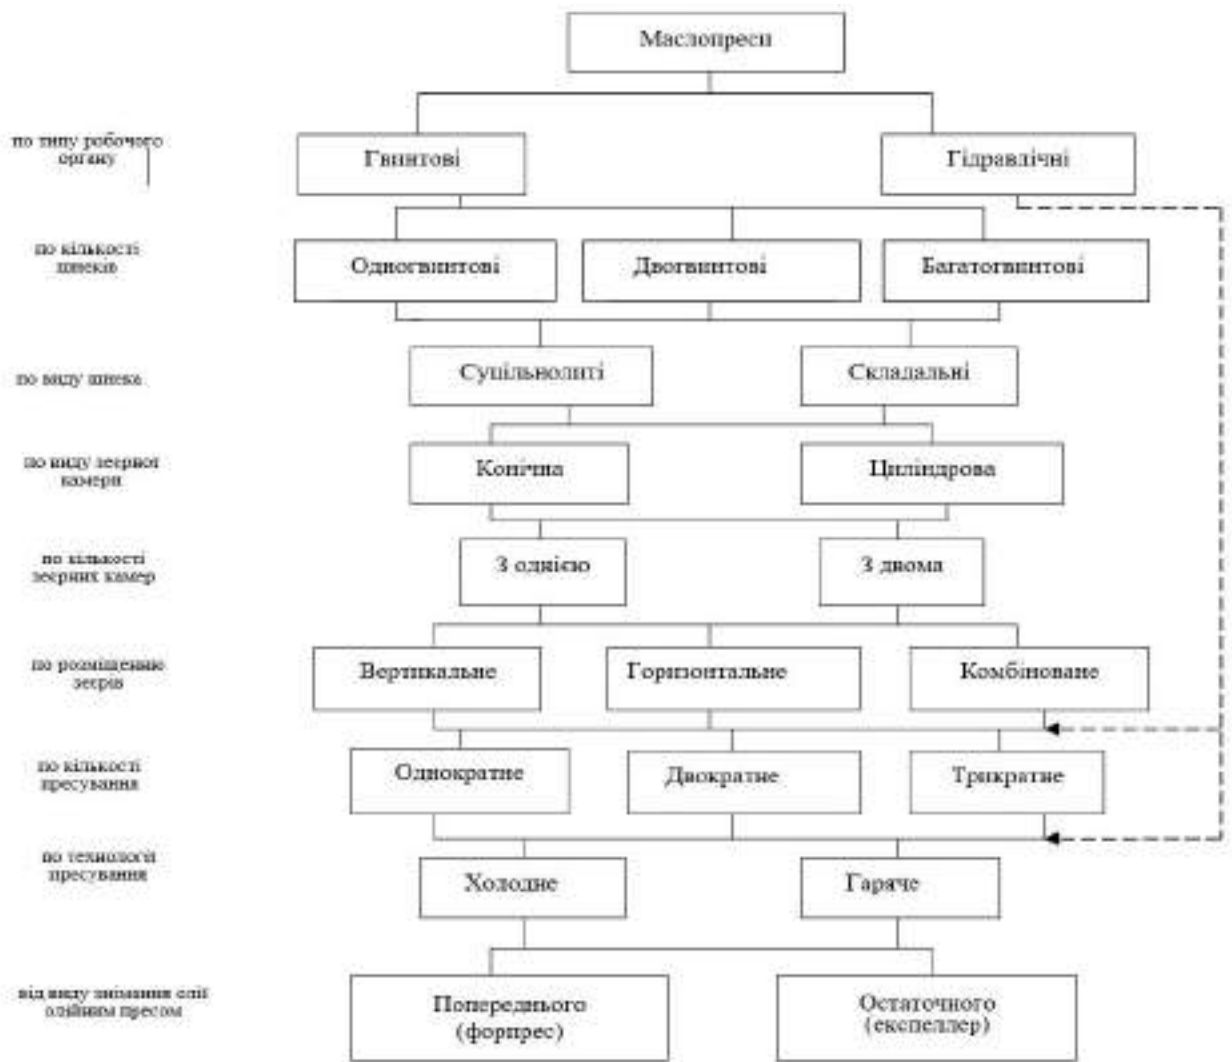 Маслопреси
по типу робочого
органу
Гвинтові
Гідравлічні
по кількості
шнеків
Одногвинтові
Двогвинтові
Багатогвинтові
по виду шнека
Суцільнолиті
Складальні
по виду зеєрної
камери
Конічна
Циліндрова
по кількості
зеєрних камер
З однією
З двома
по розміщенню
зеєрів
Вертикальне
Горизонтальне
Комбіноване
по кількості
пресування
Однократне
Двократне
Трикратне
по технології
пресування
Холодне
Гаряче
від виду знімання олії
олійним пресом
Попереднього
(форпрес)
Остаточного
(експеллер)